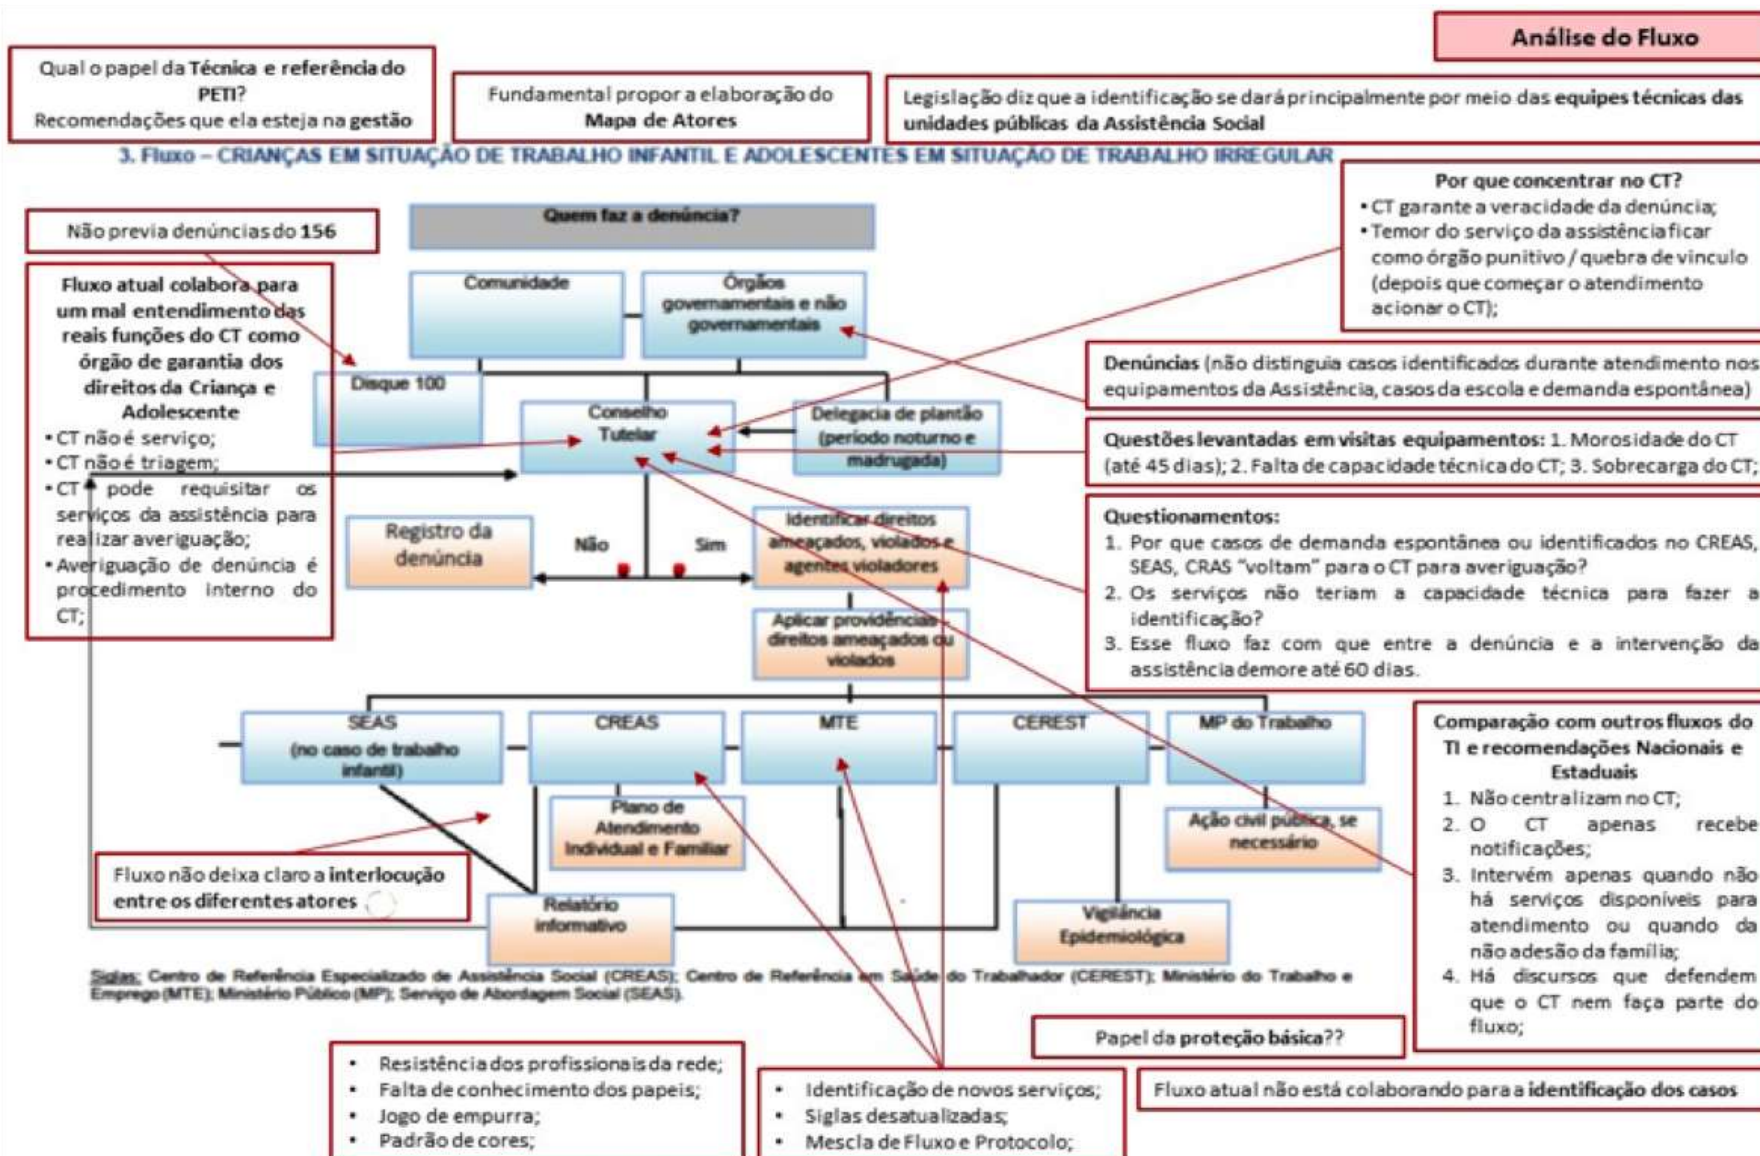 Análise do Fluxo
Qual o papel da Técnica e referência do
PETI?
Recomendações que ela esteja na gestão
Fundamental propor a elaboração do
Mapa de Atores
Legislação diz que a identificação se dará principalmente por meio das equipes técnicas das
unidades públicas da Assistência Social
3. Fluxo – CRIANÇAS EM SITUAÇÃO DE TRABALHO INFANTIL E ADOLESCENTES EM SITUAÇÃO DE TRABALHO IRREGULAR
Por que concentrar no CT?
• CT garante a veracidade da denúncia;
• Temor do serviço da assistência ficar
como órgão punitivo / quebra de vinculo
(depois que começar o atendimento
acionar o CT);
Não previa denúncias do 156
Quem faz a denúncia?
Fluxo atual colabora para
um mal entendimento das
reais funções do CT como
órgão de garantia dos
direitos da Criança e
Adolescente
• CT não é serviço;
• CT não é triagem;
• CT pode requisitar os
serviços da assistência para
realizar averiguação;
• Averiguação de denúncia é
procedimento interno do
CT;
Comunidade
Órgãos
governamentais e não
governamentais
Disque 100
Conselho
Tutelar
Delegacia de plantão
(período noturno e
madrugada)
Denúncias (não distinguia casos identificados durante atendimento nos
equipamentos da Assistência, casos da escola e demanda espontânea)
Questões levantadas em visitas equipamentos: 1. Morosidade do CT
(até 45 dias); 2. Falta de capacidade técnica do CT; 3. Sobrecarga do CT;
Registro da
denúncia
Não
Sim
Identificar direitos
ameaçados, violados e
agentes violadores
Questionamentos:
1. Por que casos de demanda espontânea ou identificados no CREAS,
SEAS, CRAS "voltam" para o CT para averiguação?
2. Os serviços não teriam a capacidade técnica para fazer a
identificação?
3. Esse fluxo faz com que entre a denúncia e a intervenção da
assistência demore até 60 dias.
Aplicar providências –
direitos ameaçados ou
violados
SEAS
(no caso de trabalho
infantil)
CREAS
MTE
CEREST
MP do Trabalho
Comparação com outros fluxos do
TI e recomendações Nacionais e
Estaduais
1. Não centralizam no CT;
2. O CT apenas recebe
notificações;
3. Intervém apenas quando não
há serviços disponíveis para
atendimento ou quando da
não adesão da família;
4. Há discursos que defendem
que o CT nem faça parte do
fluxo;
Plano de
Atendimento
Individual e Familiar
Ação civil pública, se
necessário
Fluxo não deixa claro a interlocução
entre os diferentes atores
Relatório
informativo
Vigilância
Epidemiológica
Siglas: Centro de Referência Especializado de Assistência Social (CREAS); Centro de Referência em Saúde do Trabalhador (CEREST); Ministério do Trabalho e
Emprego (MTE); Ministério Público (MP); Serviço de Abordagem Social (SEAS).
Papel da proteção básica??
• Resistência dos profissionais da rede;
• Falta de conhecimento dos papeis;
• Jogo de empurra;
• Padrão de cores;
• Identificação de novos serviços;
• Siglas desatualizadas;
• Mescla de Fluxo e Protocolo;
Fluxo atual não está colaborando para a identificação dos casos